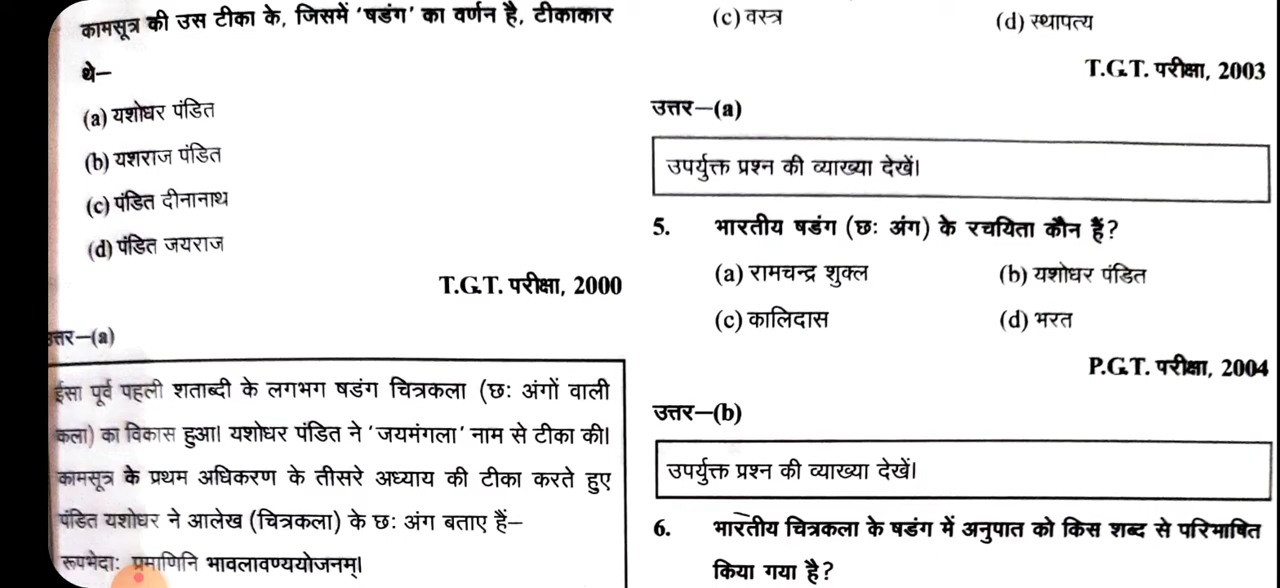 कामसूत्र की उस टीका के, जिसमें ‘षडंग’ का वर्णन है, टीकाकार
थे–
(a) यशोधर पंडित
(b) यशराज पंडित
(c) पंडित दीनानाथ
(d) पंडित जयराज
T.G.T. परीक्षा, 2000
उत्तर–(a)
ईसा पूर्व पहली शताब्दी के लगभग षडंग चित्रकला (छः अंगों वाली
कला) का विकास हुआ। यशोधर पंडित ने ‘जयमंगला’ नाम से टीका की।
कामसूत्र के प्रथम अधिकरण के तीसरे अध्याय की टीका करते हुए
पंडित यशोधर ने आलेख (चित्रकला) के छः अंग बताए हैं–
रूपभेदाः प्रमाणिनि भावलावण्ययोजनम्।
(c) वस्त्र (d) स्थापत्य
T.G.T. परीक्षा, 2003
उत्तर–(a)
उपर्युक्त प्रश्न की व्याख्या देखें।
5. भारतीय षडंग (छः अंग) के रचयिता कौन हैं?
(a) रामचन्द्र शुक्ल (b) यशोधर पंडित
(c) कालिदास (d) भरत
P.G.T. परीक्षा, 2004
उत्तर–(b)
उपर्युक्त प्रश्न की व्याख्या देखें।
6. भारतीय चित्रकला के षडंग में अनुपात को किस शब्द से परिभाषित
किया गया है?